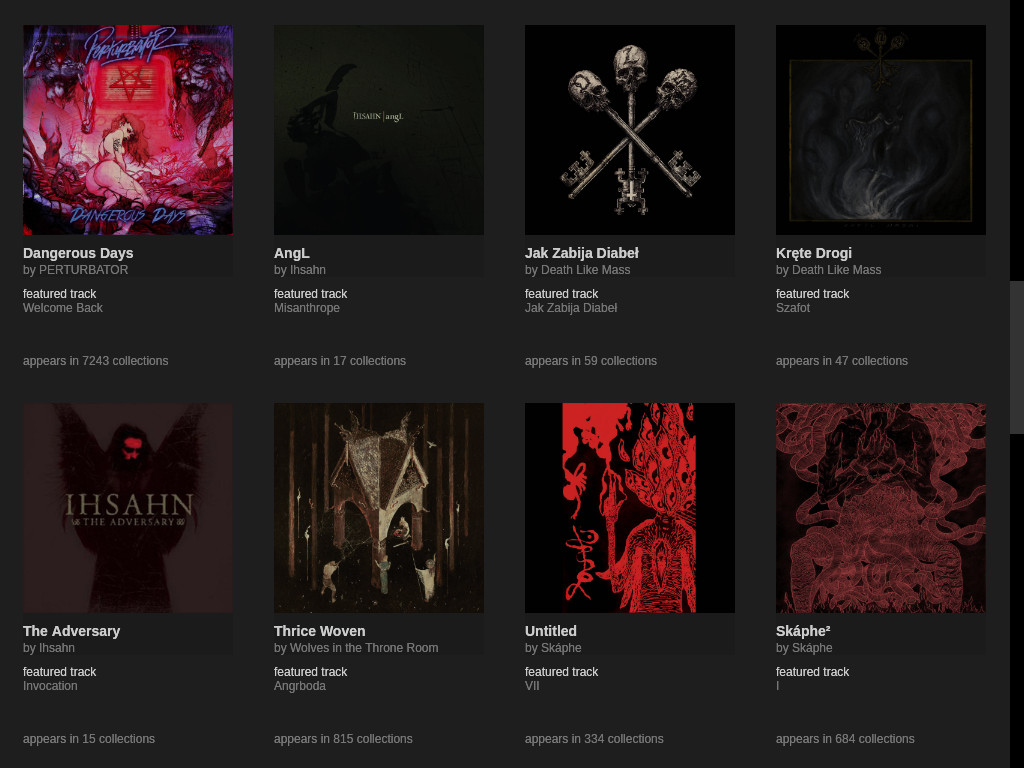 PERTURBATOR
DANGEROUS DAYS
IHSAHN | angL
Dangerous Days
by PERTURBATOR
featured track
Welcome Back
appears in 7243 collections
AngL
by Ihsahn
featured track
Misanthrope
appears in 17 collections
Jak Zabija Diabeł
by Death Like Mass
featured track
Jak Zabija Diabeł
appears in 59 collections
Kręte Drogi
by Death Like Mass
featured track
Szafot
appears in 47 collections
IHSAHN
THE ADVERSARY
The Adversary
by Ihsahn
featured track
Invocation
appears in 15 collections
Thrice Woven
by Wolves in the Throne Room
featured track
Angrboda
appears in 815 collections
Untitled
by Skáphe
featured track
VII
appears in 334 collections
Skáphe²
by Skáphe
featured track
I
appears in 684 collections